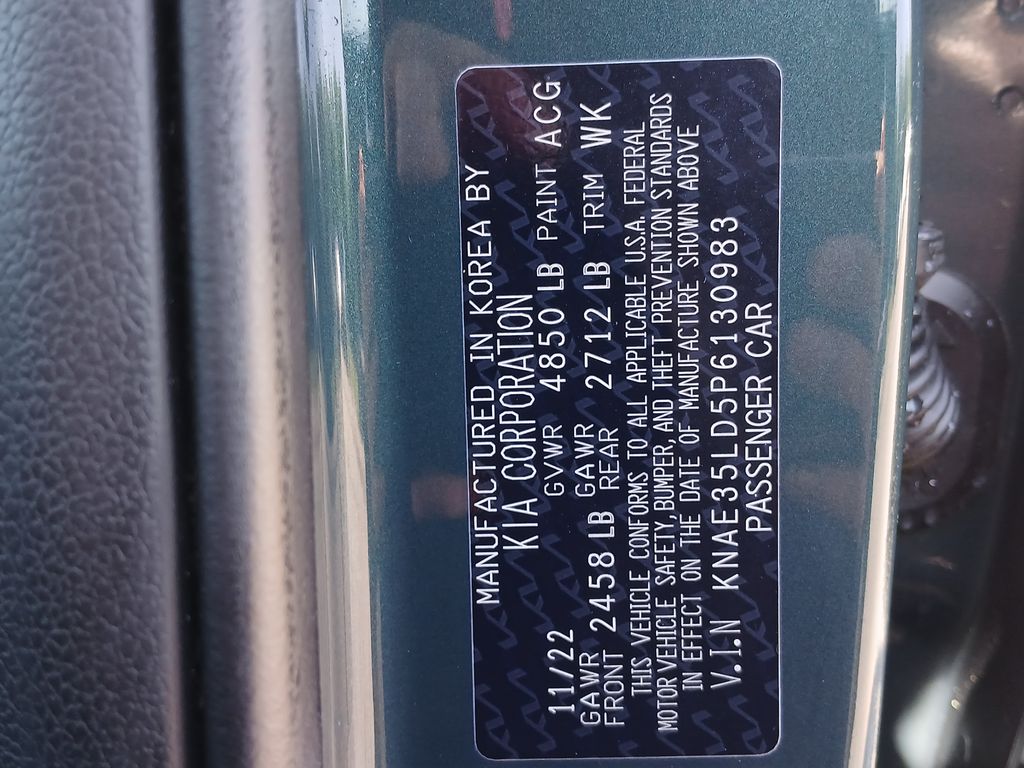 MANUFACTURED IN KOREA BY
KIA CORPORATION
11/22 GVWR 4850 LB PAINT ACG
GAWR FRONT 2458 LB GAWR REAR 2712 LB TRIM WK
THIS VEHICLE CONFORMS TO ALL APPLICABLE U.S.A. FEDERAL
MOTOR VEHICLE SAFETY, BUMPER, AND THEFT PREVENTION STANDARDS
IN EFFECT ON THE DATE OF MANUFACTURE SHOWN ABOVE
V.I.N KNAE35LD5P6130983
PASSENGER CAR